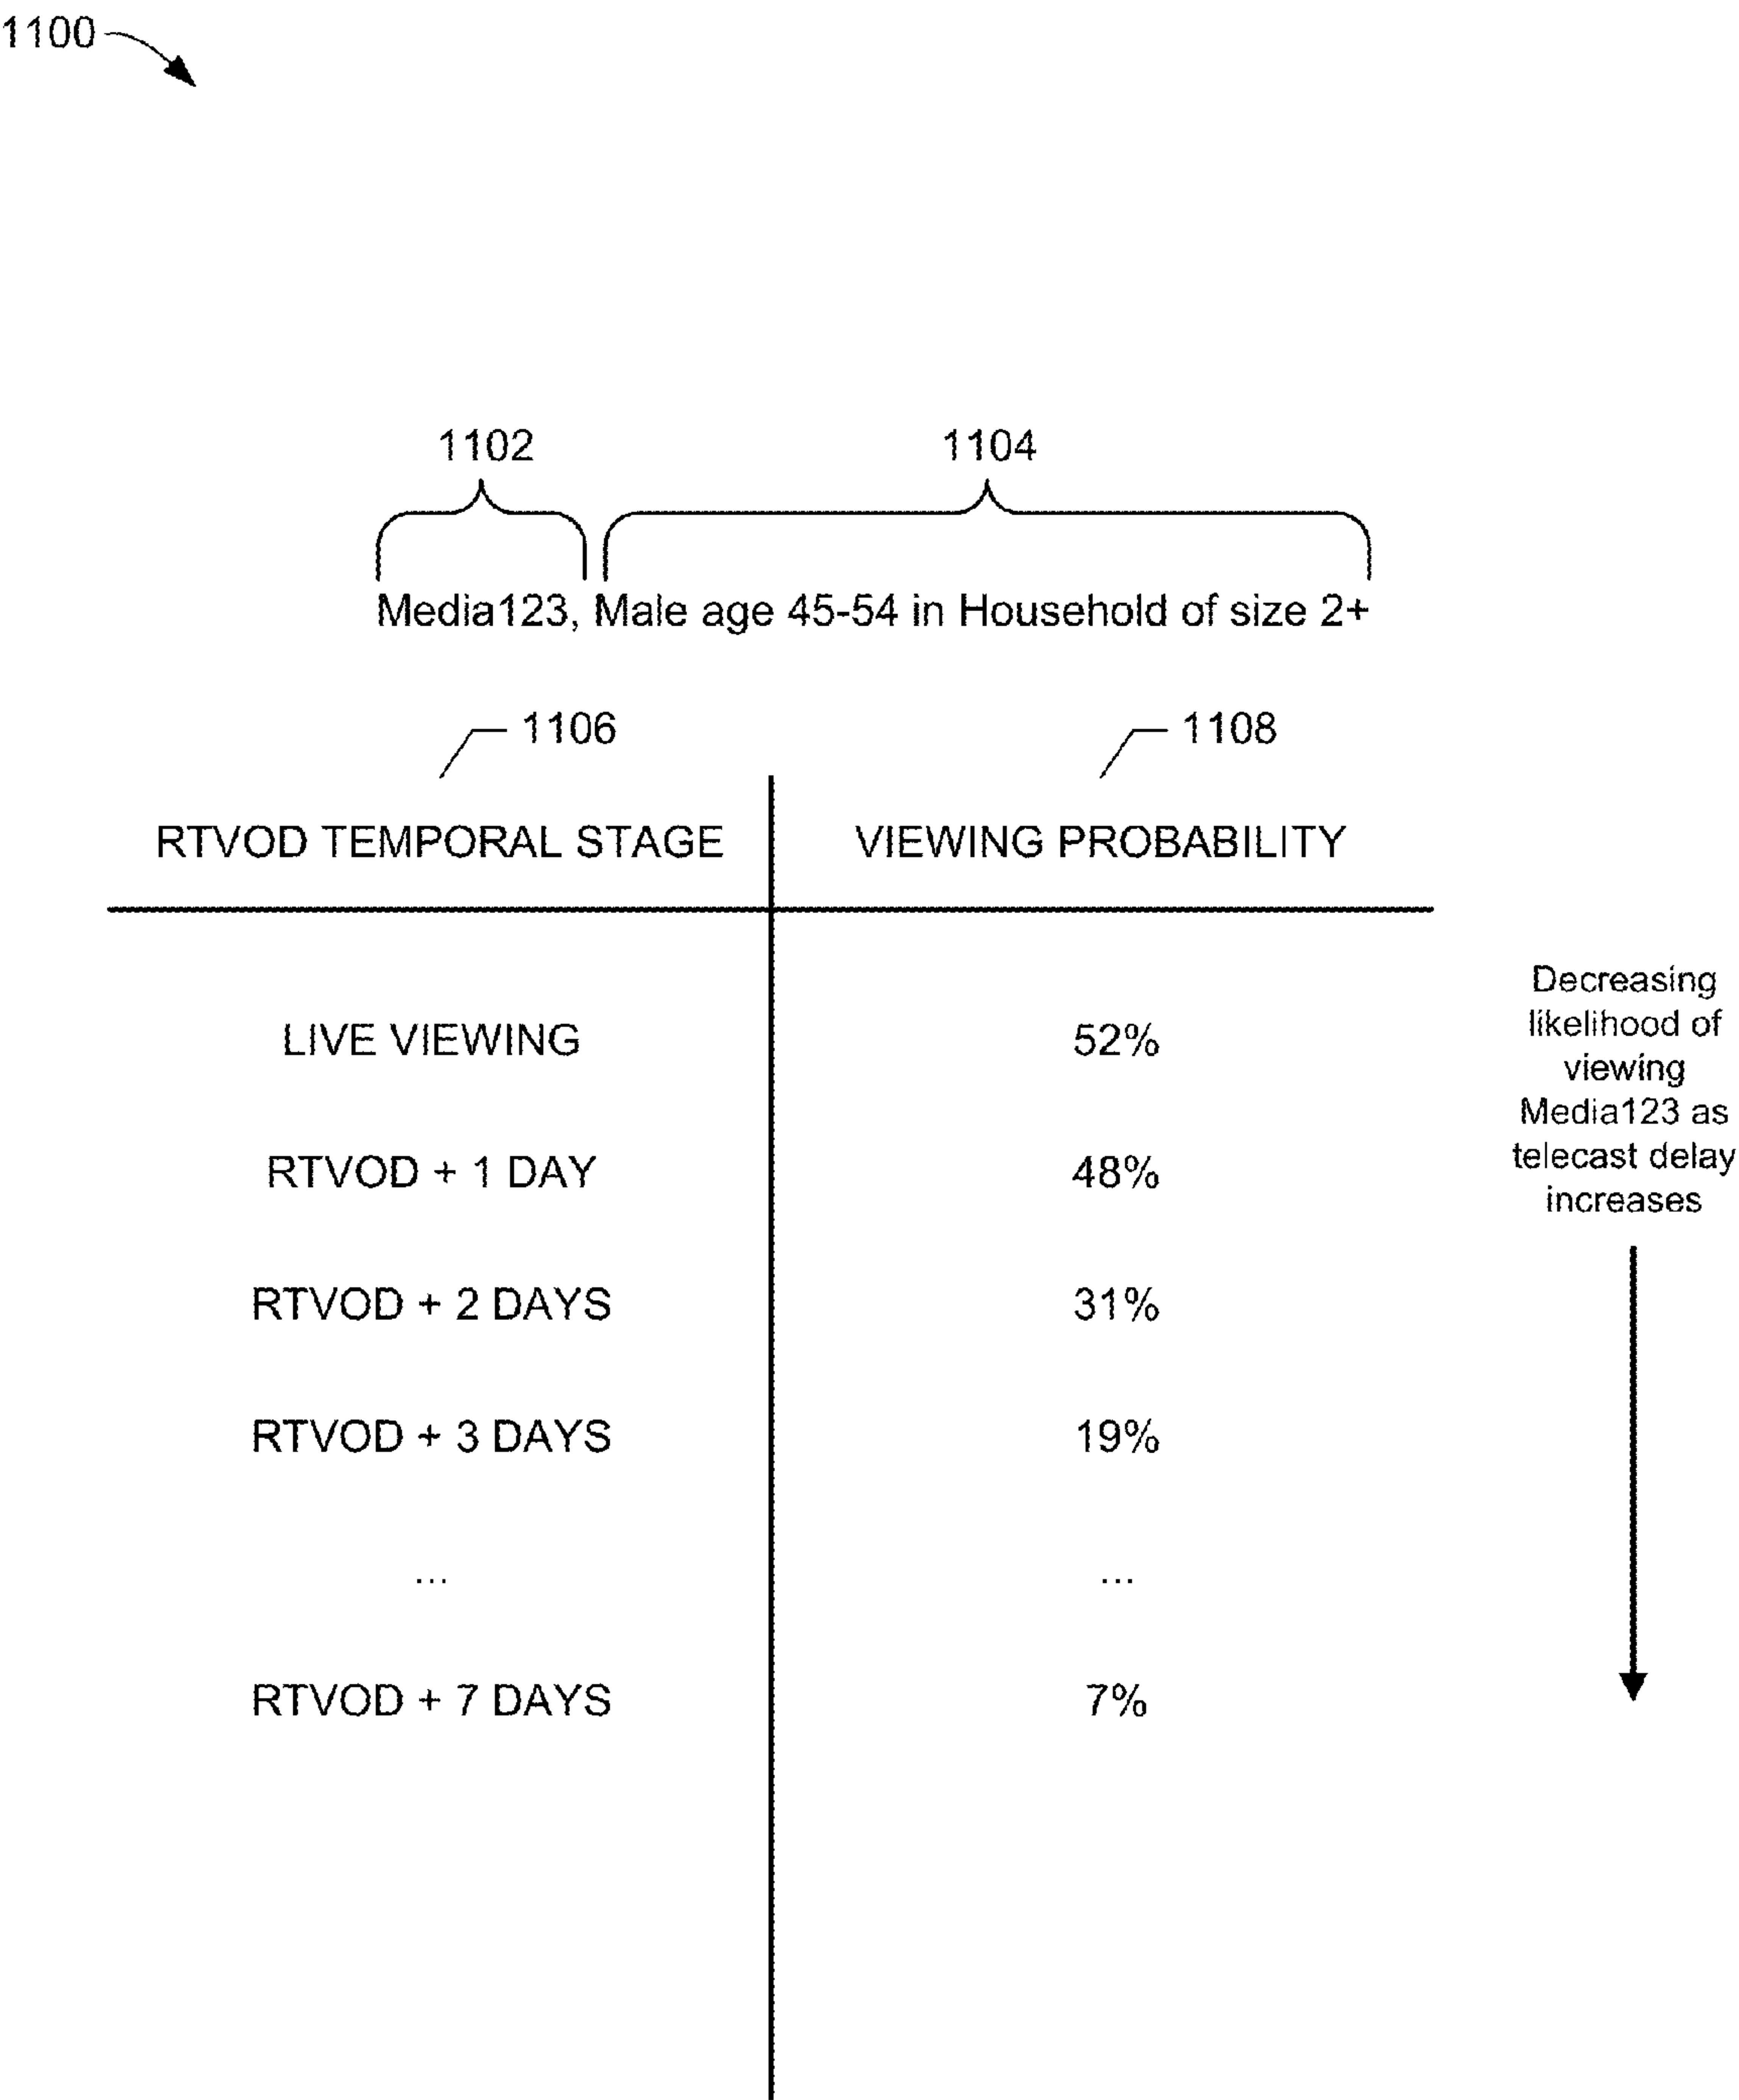 1100
1102 1104
Media123, Male age 45-54 in Household of size 2+
1106 1108
RTVOD TEMPORAL STAGE VIEWING PROBABILITY
LIVE VIEWING 52%
RTVOD + 1 DAY 48%
RTVOD + 2 DAYS 31%
RTVOD + 3 DAYS 19%
... ...
RTVOD + 7 DAYS 7%
Decreasing
likelihood of
viewing
Media123 as
telecast delay
increases